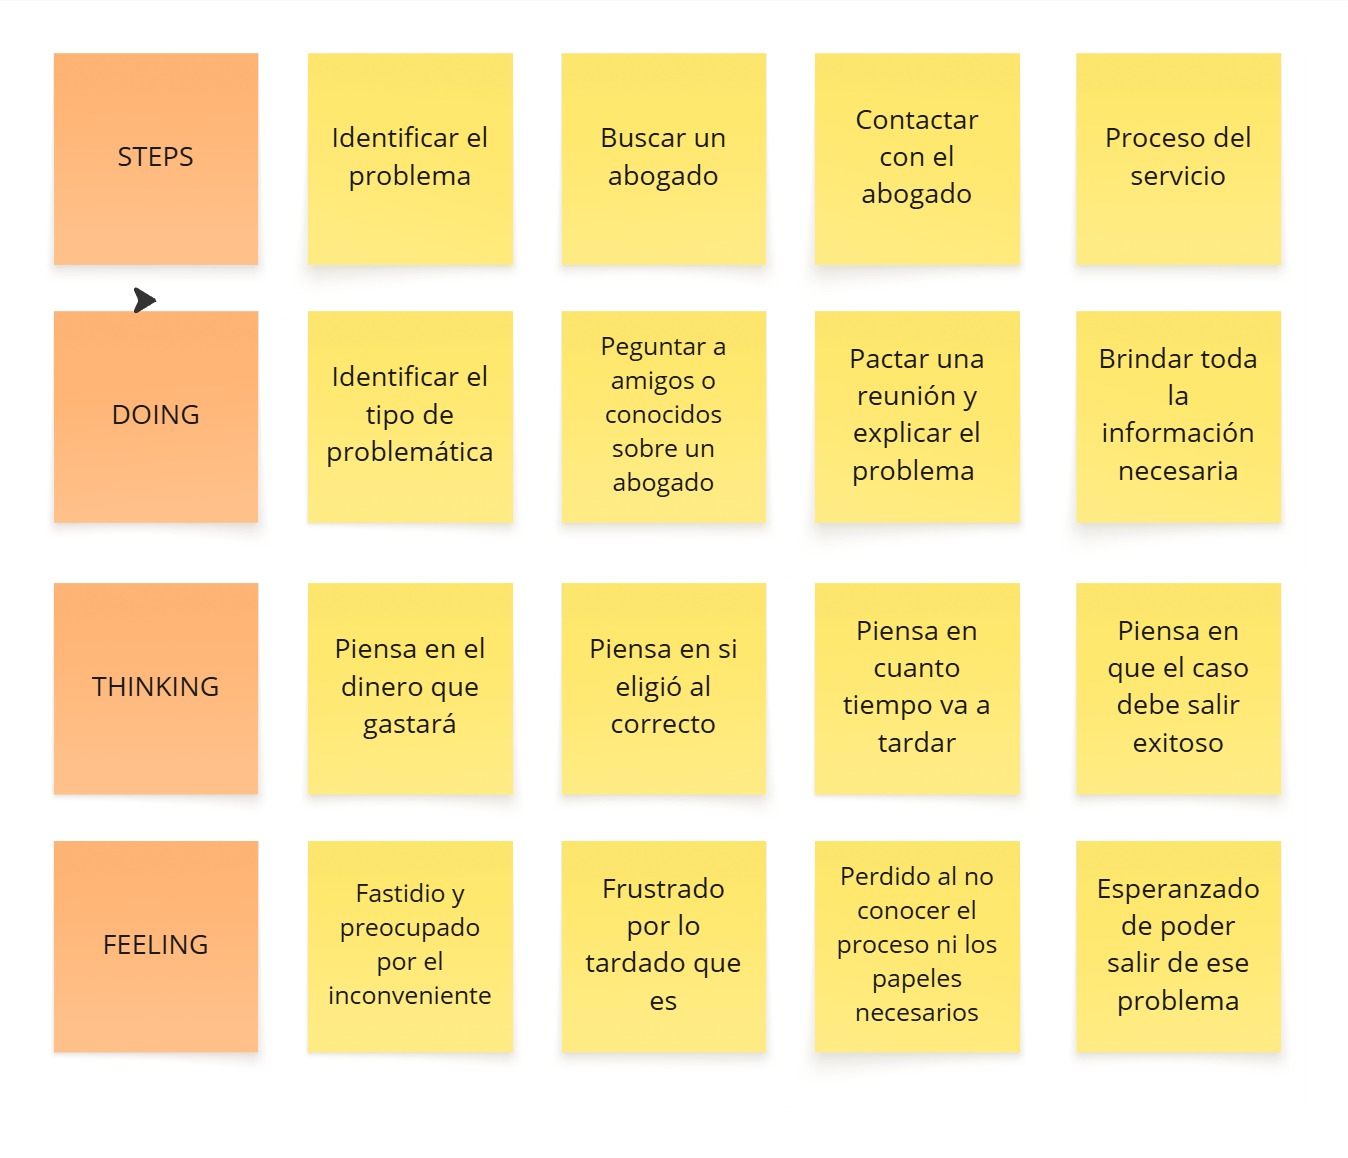 STEPS
Identificar el
problema
Buscar un
abogado
Contactar
con el
abogado
Proceso del
servicio
DOING
Identificar el
tipo de
problemática
Peguntar a
amigos o
conocidos
sobre un
abogado
Pactar una
reunión y
explicar el
problema
Brindar toda
la
información
necesaria
THINKING
Piensa en el
dinero que
gastará
Piensa en si
eligió al
correcto
Piensa en
cuanto
tiempo va a
tardar
Piensa en
que el caso
debe salir
exitoso
FEELING
Fastidio y
preocupado
por el
inconveniente
Frustrado
por lo
tardado que
es
Perdido al no
conocer el
proceso ni los
papeles
necesarios
Esperanzado
de poder
salir de ese
problema